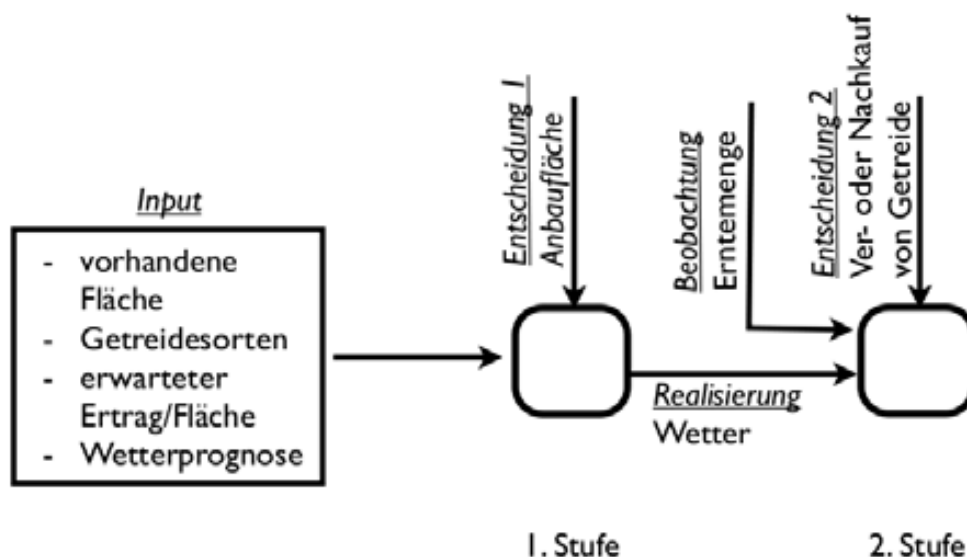 Input
- vorhandene
Fläche
- Getreidesorten
- erwarteter
Ertrag/Fläche
- Wetterprognose
Entscheidung 1
Anbaufläche
Beobachtung
Erntemenge
Entscheidung 2
Ver- oder Nachkauf
von Getreide
Realisierung
Wetter
1. Stufe
2. Stufe